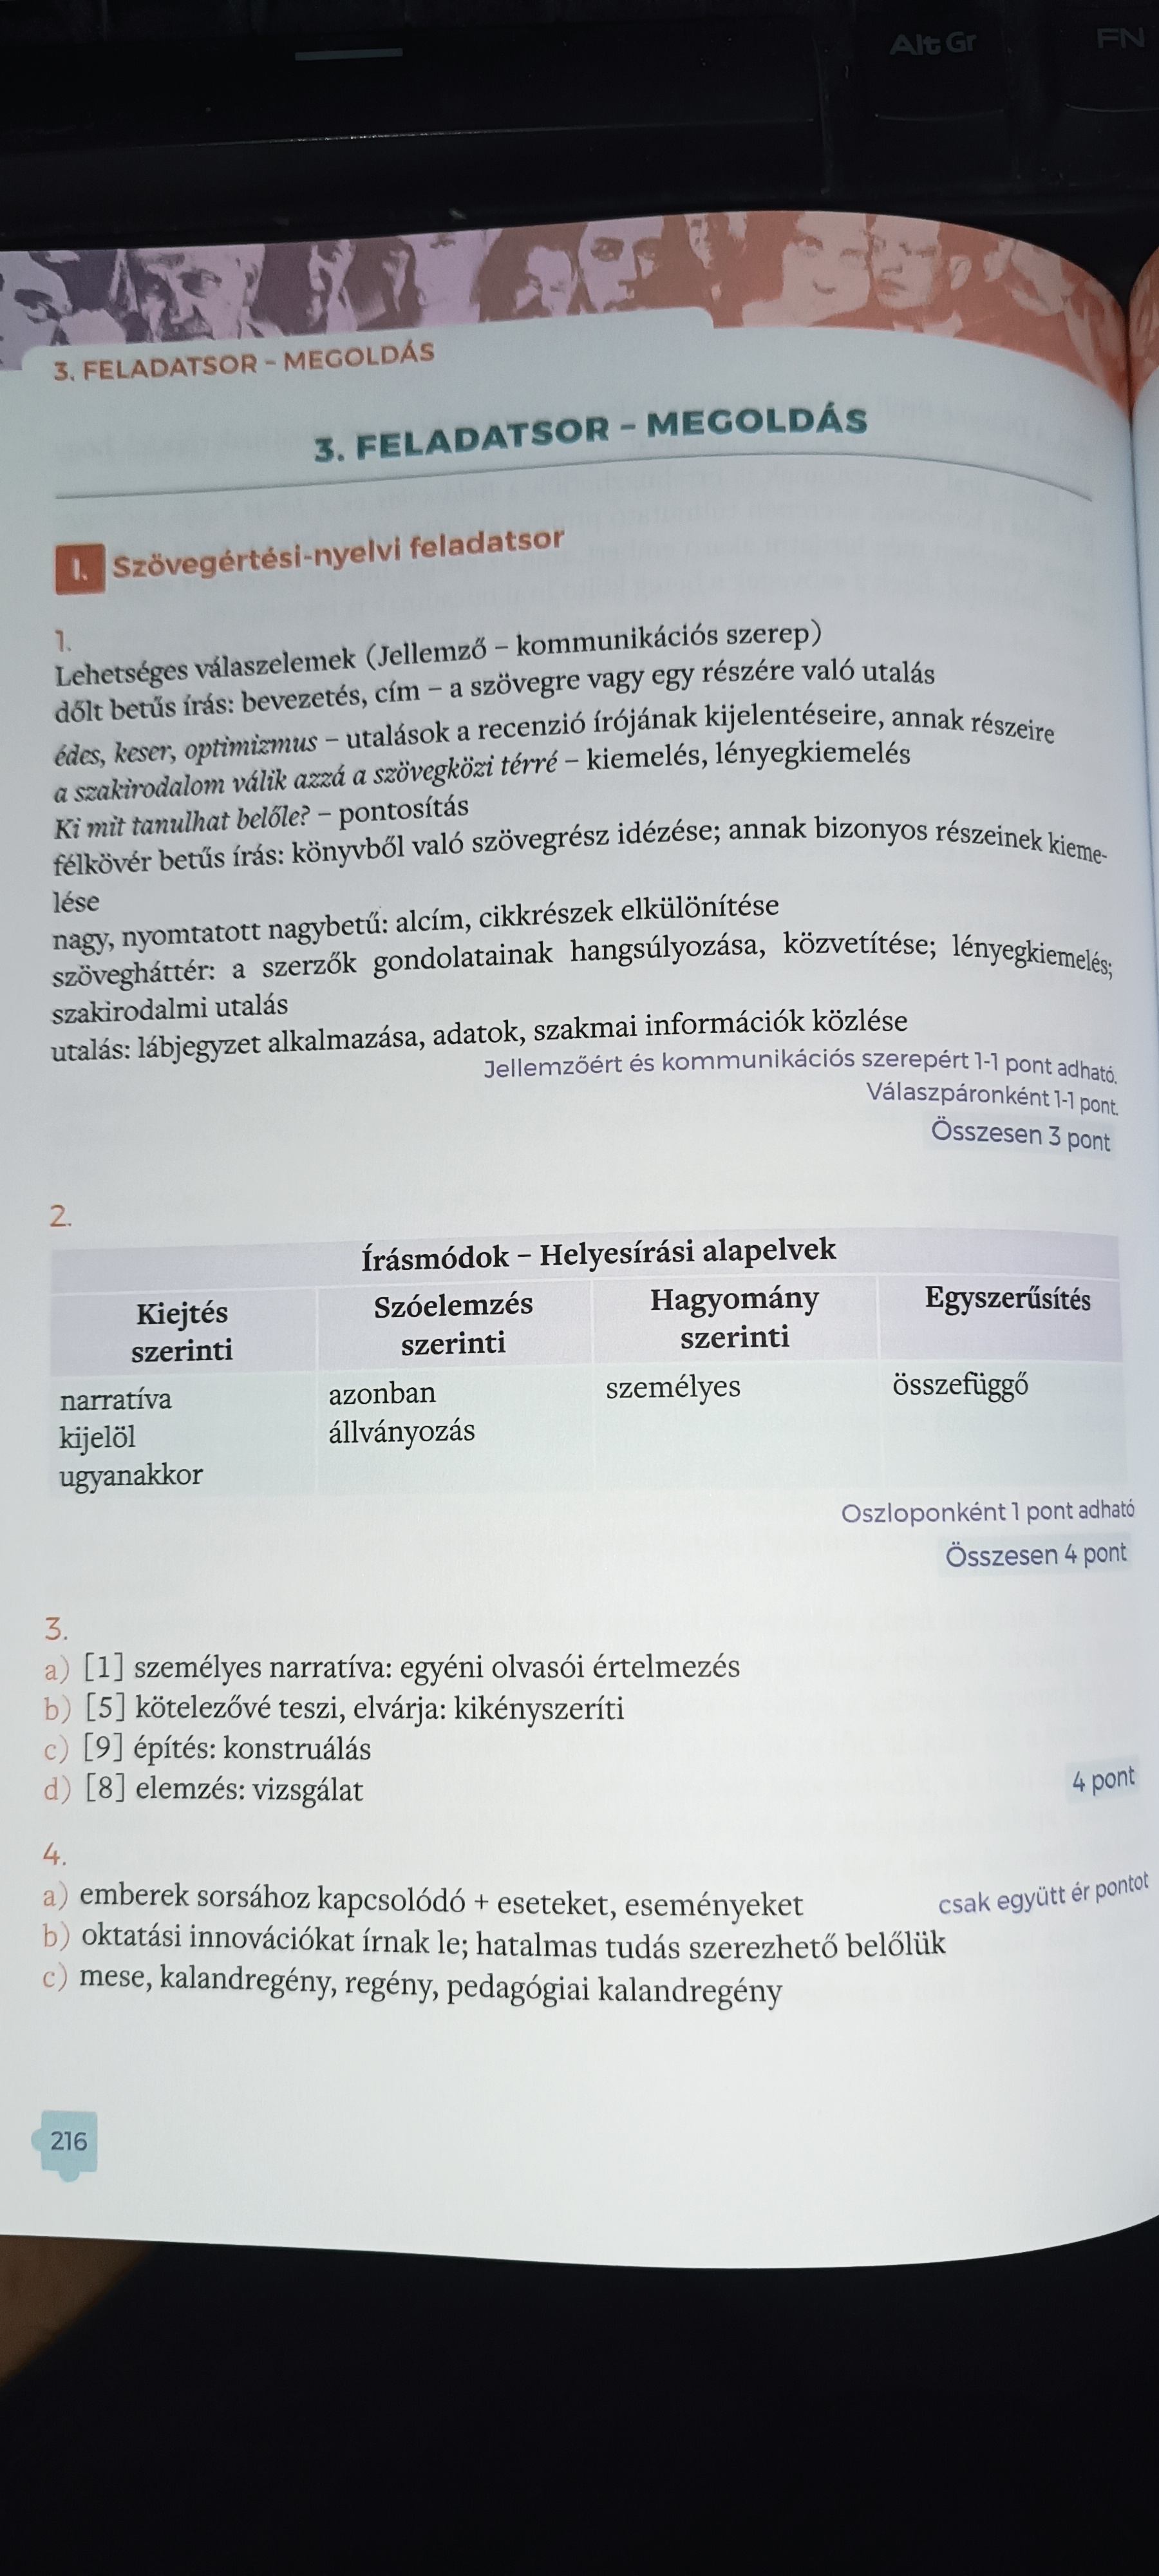 Alt Gr
FN
3. FELADATSOR – MEGOLDÁS
3. FELADATSOR – MEGOLDÁS
I. Szövegértési-nyelvi feladatsor
1.
Lehetséges válaszelemek (Jellemző – kommunikációs szerep)
dőlt betűs írás: bevezetés, cím – a szövegre vagy egy részére való utalás
édes, keser, optimizmus – utalások a recenzió írójának kijelentéseire, annak részeire
a szakirodalom válik azzá a szövegközi térré – kiemelés, lényegkiemelés
Ki mit tanulhat belőle? – pontosítás
félkövér betűs írás: könyvből való szövegrész idézése; annak bizonyos részeinek kieme-
lése
nagy, nyomtatott nagybetű: alcím, cikkrészek elkülönítése
szövegháttér: a szerzők gondolatainak hangsúlyozása, közvetítése; lényegkiemelés;
szakirodalmi utalás
utalás: lábjegyzet alkalmazása, adatok, szakmai információk közlése
Jellemzőért és kommunikációs szerepért 1-1 pont adható.
Válaszpáronként 1-1 pont.
Összesen 3 pont
2.
Írásmódok – Helyesírási alapelvek
Kiejtés szerinti Szóelemzés szerinti Hagyomány szerinti Egyszerűsítés
narratíva azonban személyes összefüggő
kijelöl állványozás
ugyanakkor
Oszloponként 1 pont adható
Összesen 4 pont
3.
a) [1] személyes narratíva: egyéni olvasói értelmezés
b) [5] kötelezővé teszi, elvárja: kikényszeríti
c) [9] építés: konstruálás
d) [8] elemzés: vizsgálat
4 pont
4.
a) emberek sorsához kapcsolódó + eseteket, eseményeket csak együtt ér pontot
b) oktatási innovációkat írnak le; hatalmas tudás szerezhető belőlük
c) mese, kalandregény, regény, pedagógiai kalandregény
216